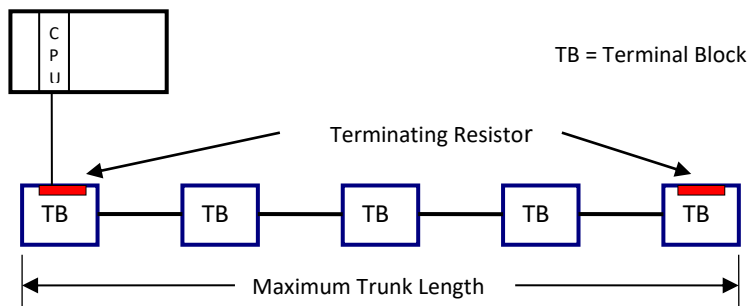 C
P
U
TB = Terminal Block
Terminating Resistor
TB
TB
TB
TB
TB
Maximum Trunk Length